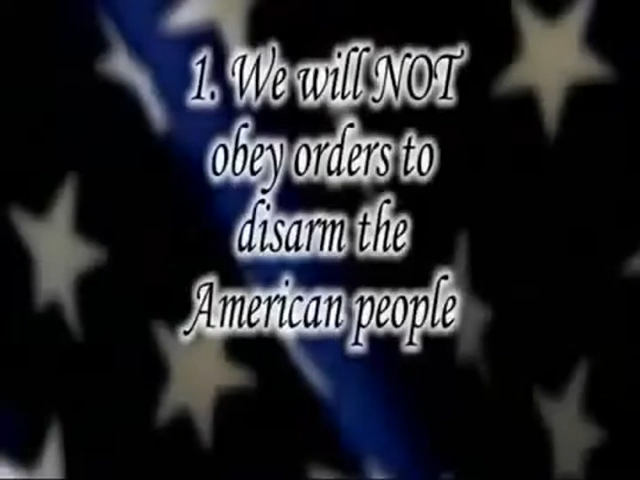 1. We will NOT
obey orders to
disarm the
American people